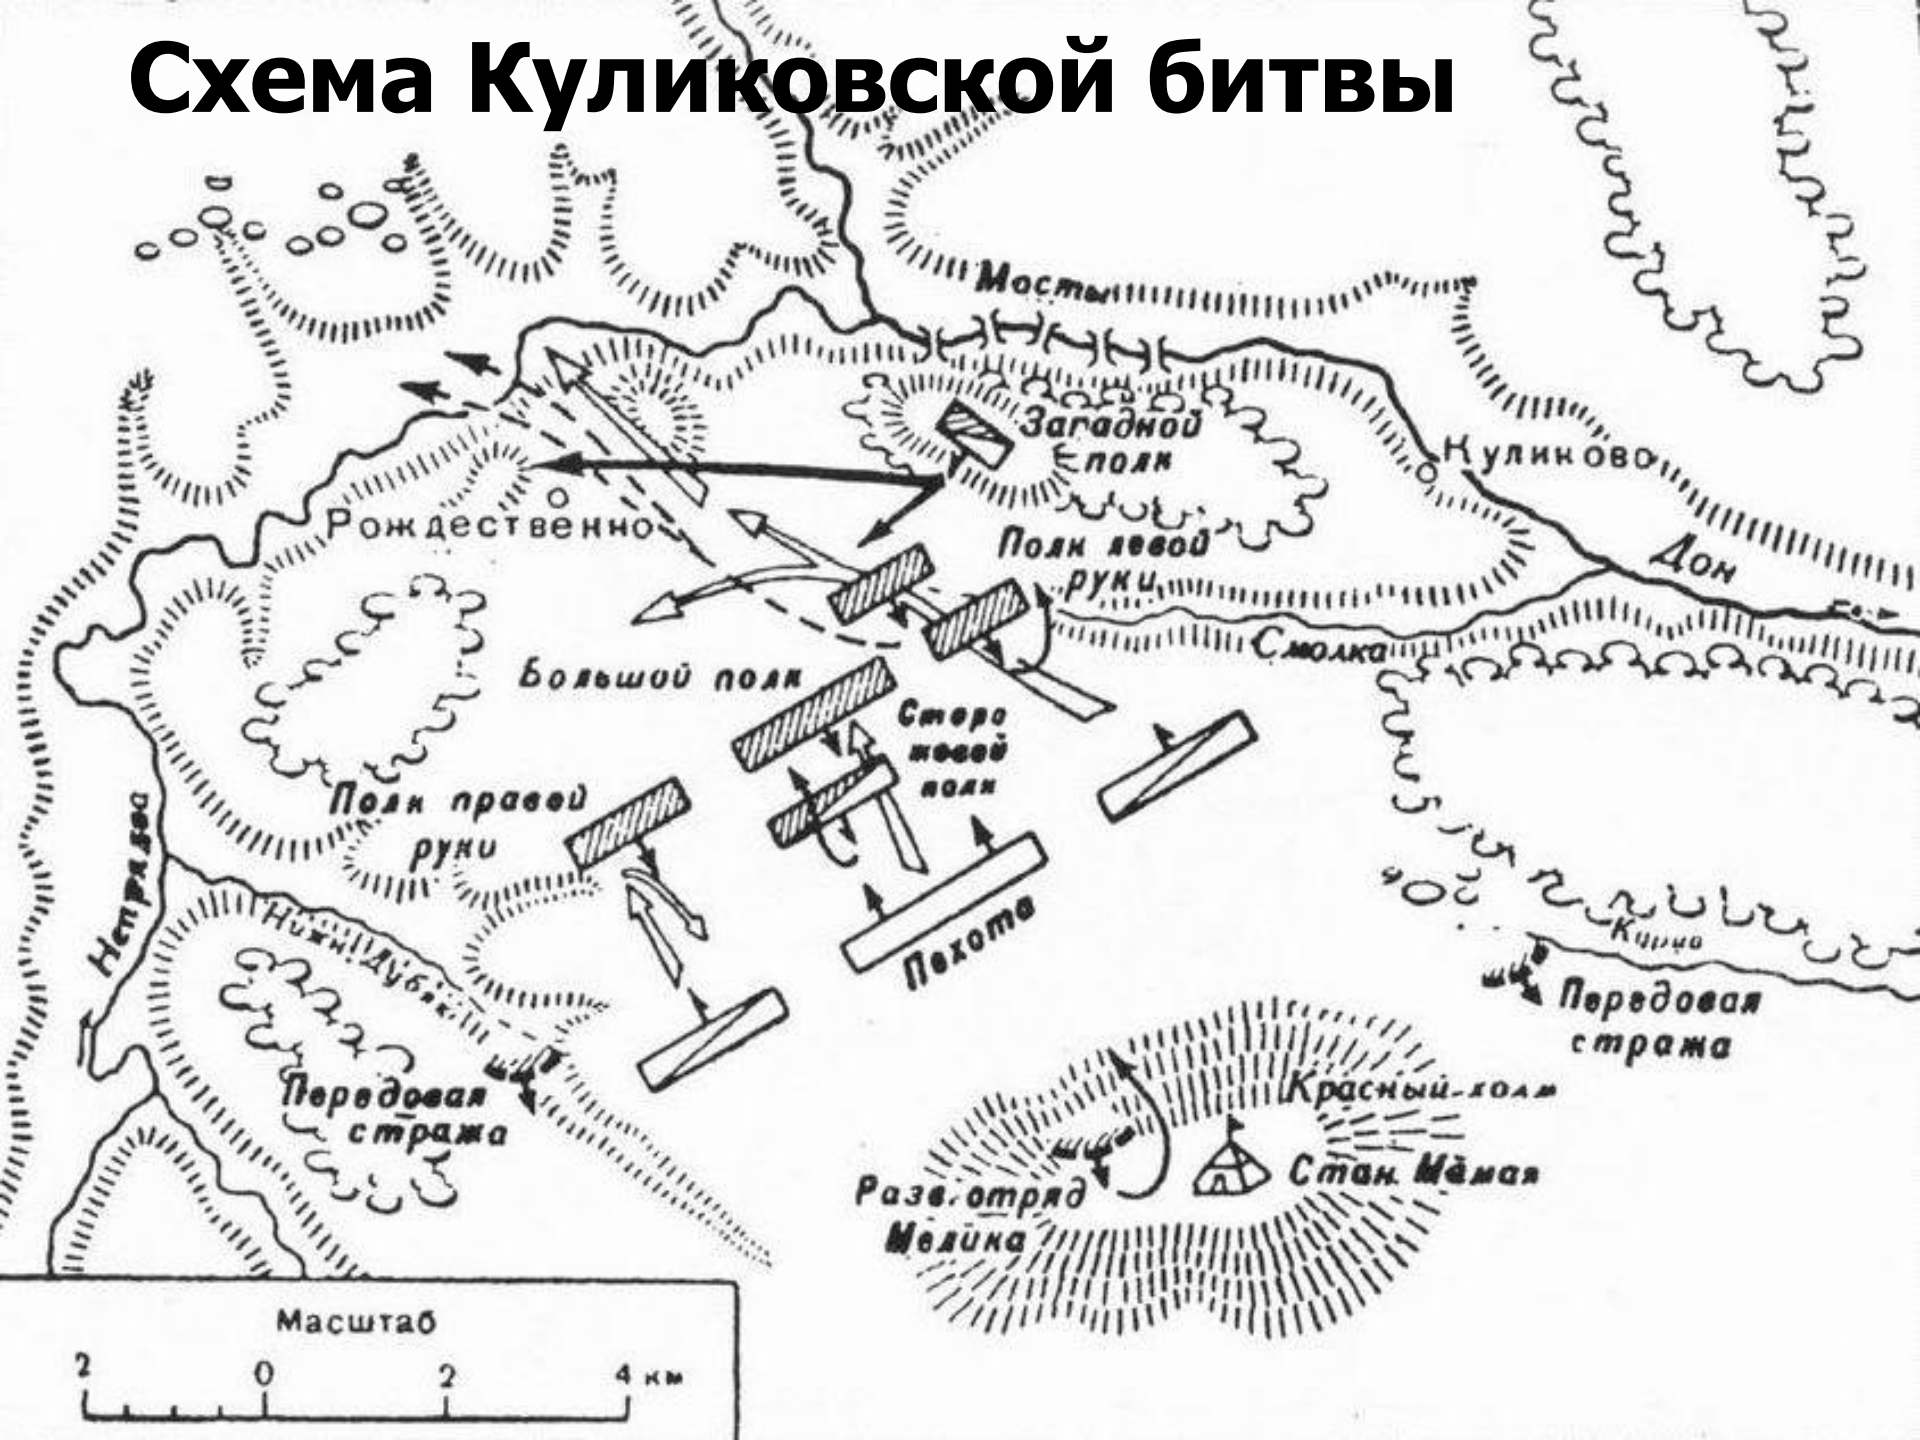 Схема Куликовской битвы
Мосты
Загадной
полк
Куликово
Рождественно
Полк левой
руки
Дон
Смолка
Большой полк
Сторо
жевой
полк
Полк правой
руки
Непрядва
Нижн. Дубяк
Пехота
Передовая
стража
Передовая
стража
Красный холм
Стан Мамая
Разв. отряд
Мелика
Масштаб
2 0 2 4 км